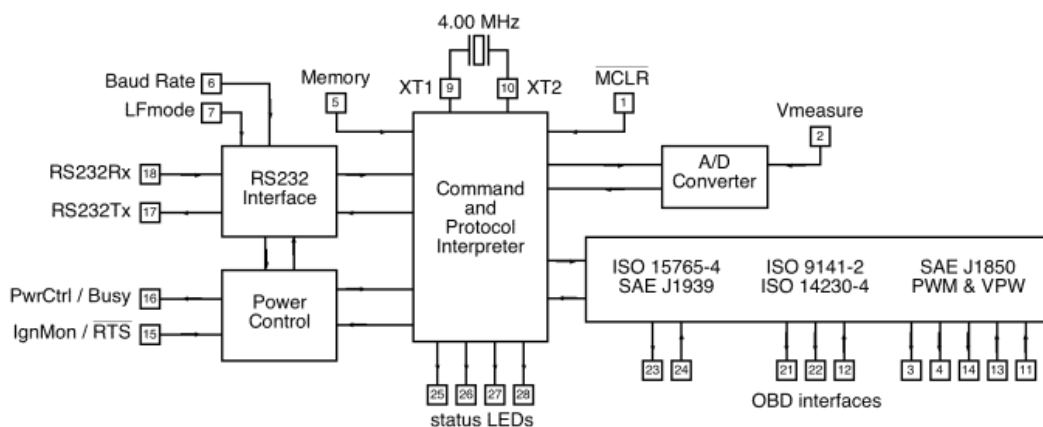 4.00 MHz
Baud Rate 6
Memory
5
XT1 9
10 XT2
MCLR
1
LFmode 7
Vmeasure
2
RS232Rx 18
RS232
Interface
RS232Tx 17
Command
and
Protocol
Interpreter
A/D
Converter
PwrCtrl / Busy 16
IgnMon / RTS 15
Power
Control
ISO 15765-4
SAE J1939
ISO 9141-2
ISO 14230-4
SAE J1850
PWM & VPW
25 26 27 28
status LEDs
23 24 21 22 12 3 4 14 13 11
OBD interfaces